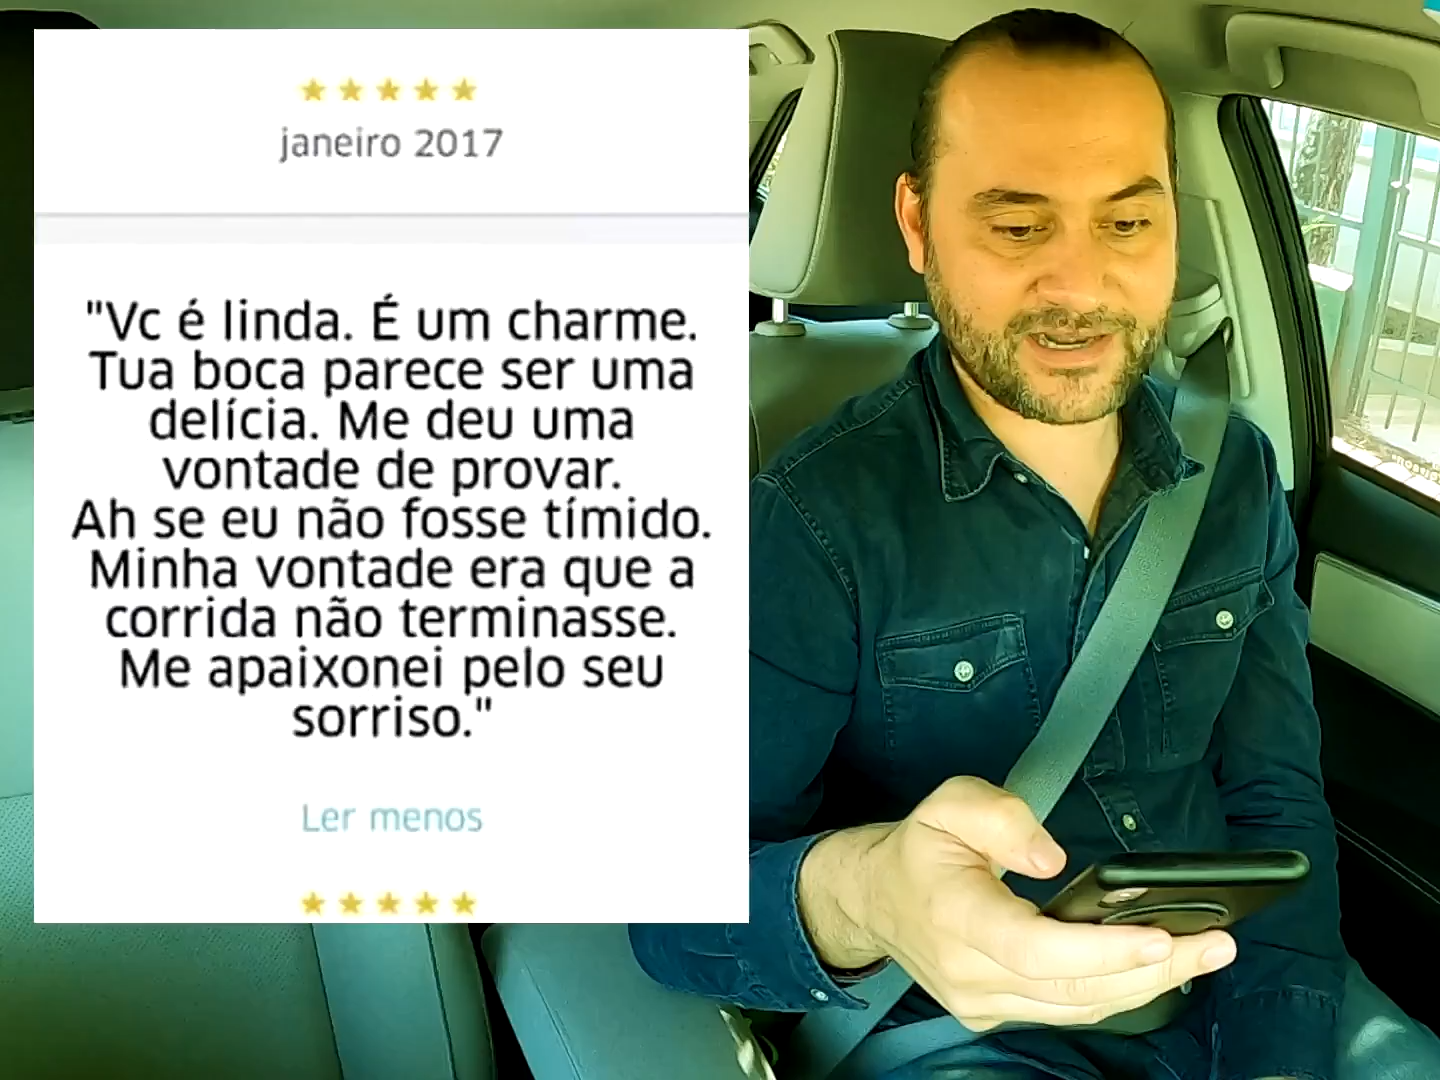 janeiro 2017
"Vc é linda. É um charme.
Tua boca parece ser uma
delícia. Me deu uma
vontade de provar.
Ah se eu não fosse tímido.
Minha vontade era que a
corrida não terminasse.
Me apaixonei pelo seu
sorriso."
Ler menos